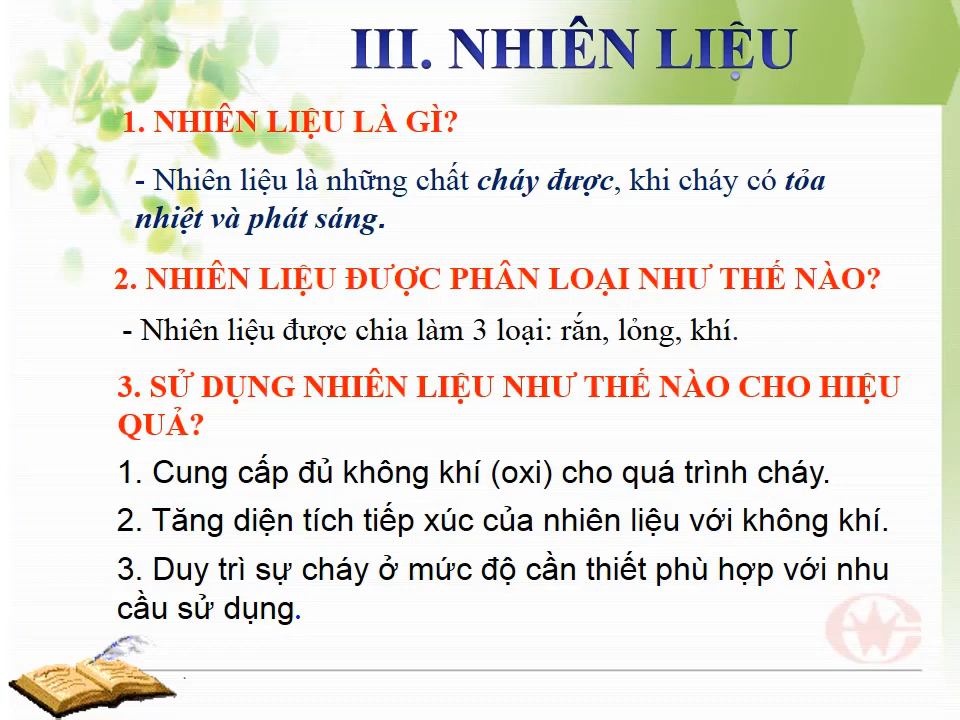 III. NHIÊN LIỆU
1. NHIÊN LIỆU LÀ GÌ?
- Nhiên liệu là những chất cháy được, khi cháy có tỏa
nhiệt và phát sáng.
2. NHIÊN LIỆU ĐƯỢC PHÂN LOẠI NHƯ THẾ NÀO?
- Nhiên liệu được chia làm 3 loại: rắn, lỏng, khí.
3. SỬ DỤNG NHIÊN LIỆU NHƯ THẾ NÀO CHO HIỆU
QUẢ?
1. Cung cấp đủ không khí (oxi) cho quá trình cháy.
2. Tăng diện tích tiếp xúc của nhiên liệu với không khí.
3. Duy trì sự cháy ở mức độ cần thiết phù hợp với nhu
cầu sử dụng.